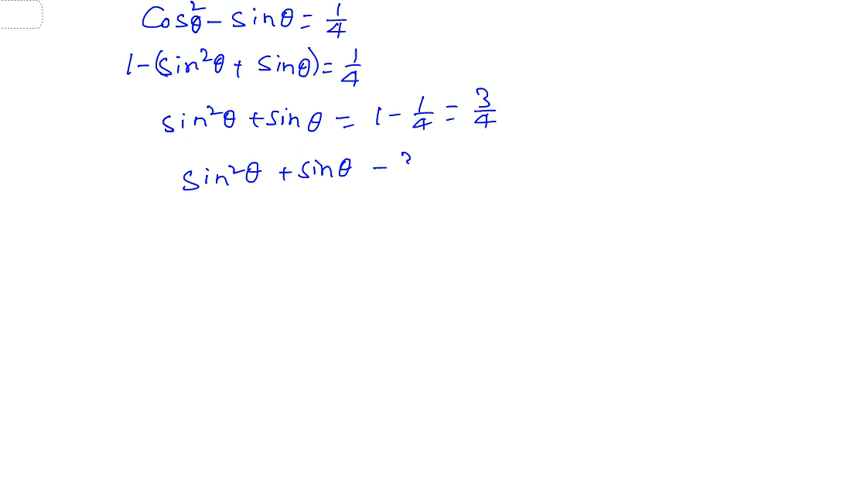 cos²θ − sinθ = 1/4
1 − (sin²θ + sinθ) = 1/4
sin²θ + sinθ = 1 − 1/4 = 3/4
sin²θ + sinθ −